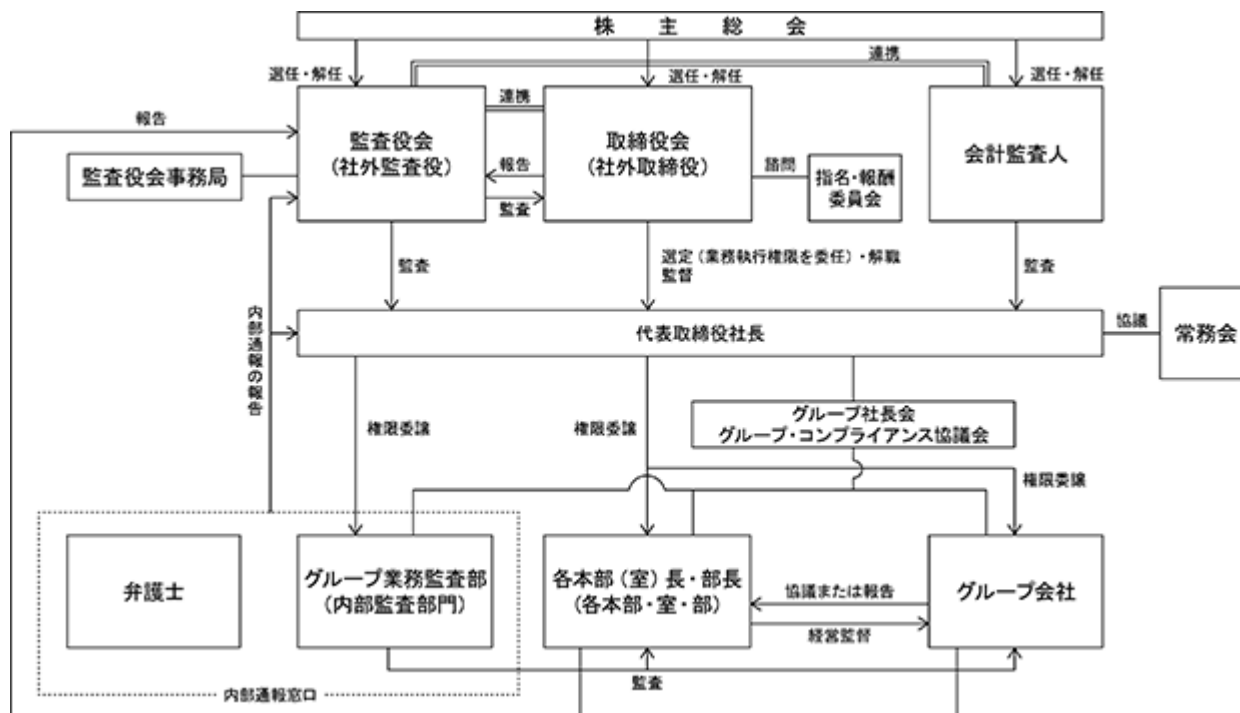 株主総会
選任・解任
選任・解任
連携
選任・解任
報告
連携
監査役会
(社外監査役)
取締役会
(社外取締役)
会計監査人
監査役会事務局
報告
監査
諮問
指名・報酬
委員会
監査
選定(業務執行権限を委任)・解職
監督
監査
内部通報の報告
代表取締役社長
協議
常務会
権限委譲
権限委譲
グループ社長会
グループ・コンプライアンス協議会
権限委譲
弁護士
グループ業務監査部
(内部監査部門)
各本部(室)長・部長
(各本部・室・部)
協議または報告
経営監督
グループ会社
監査
内部通報窓口